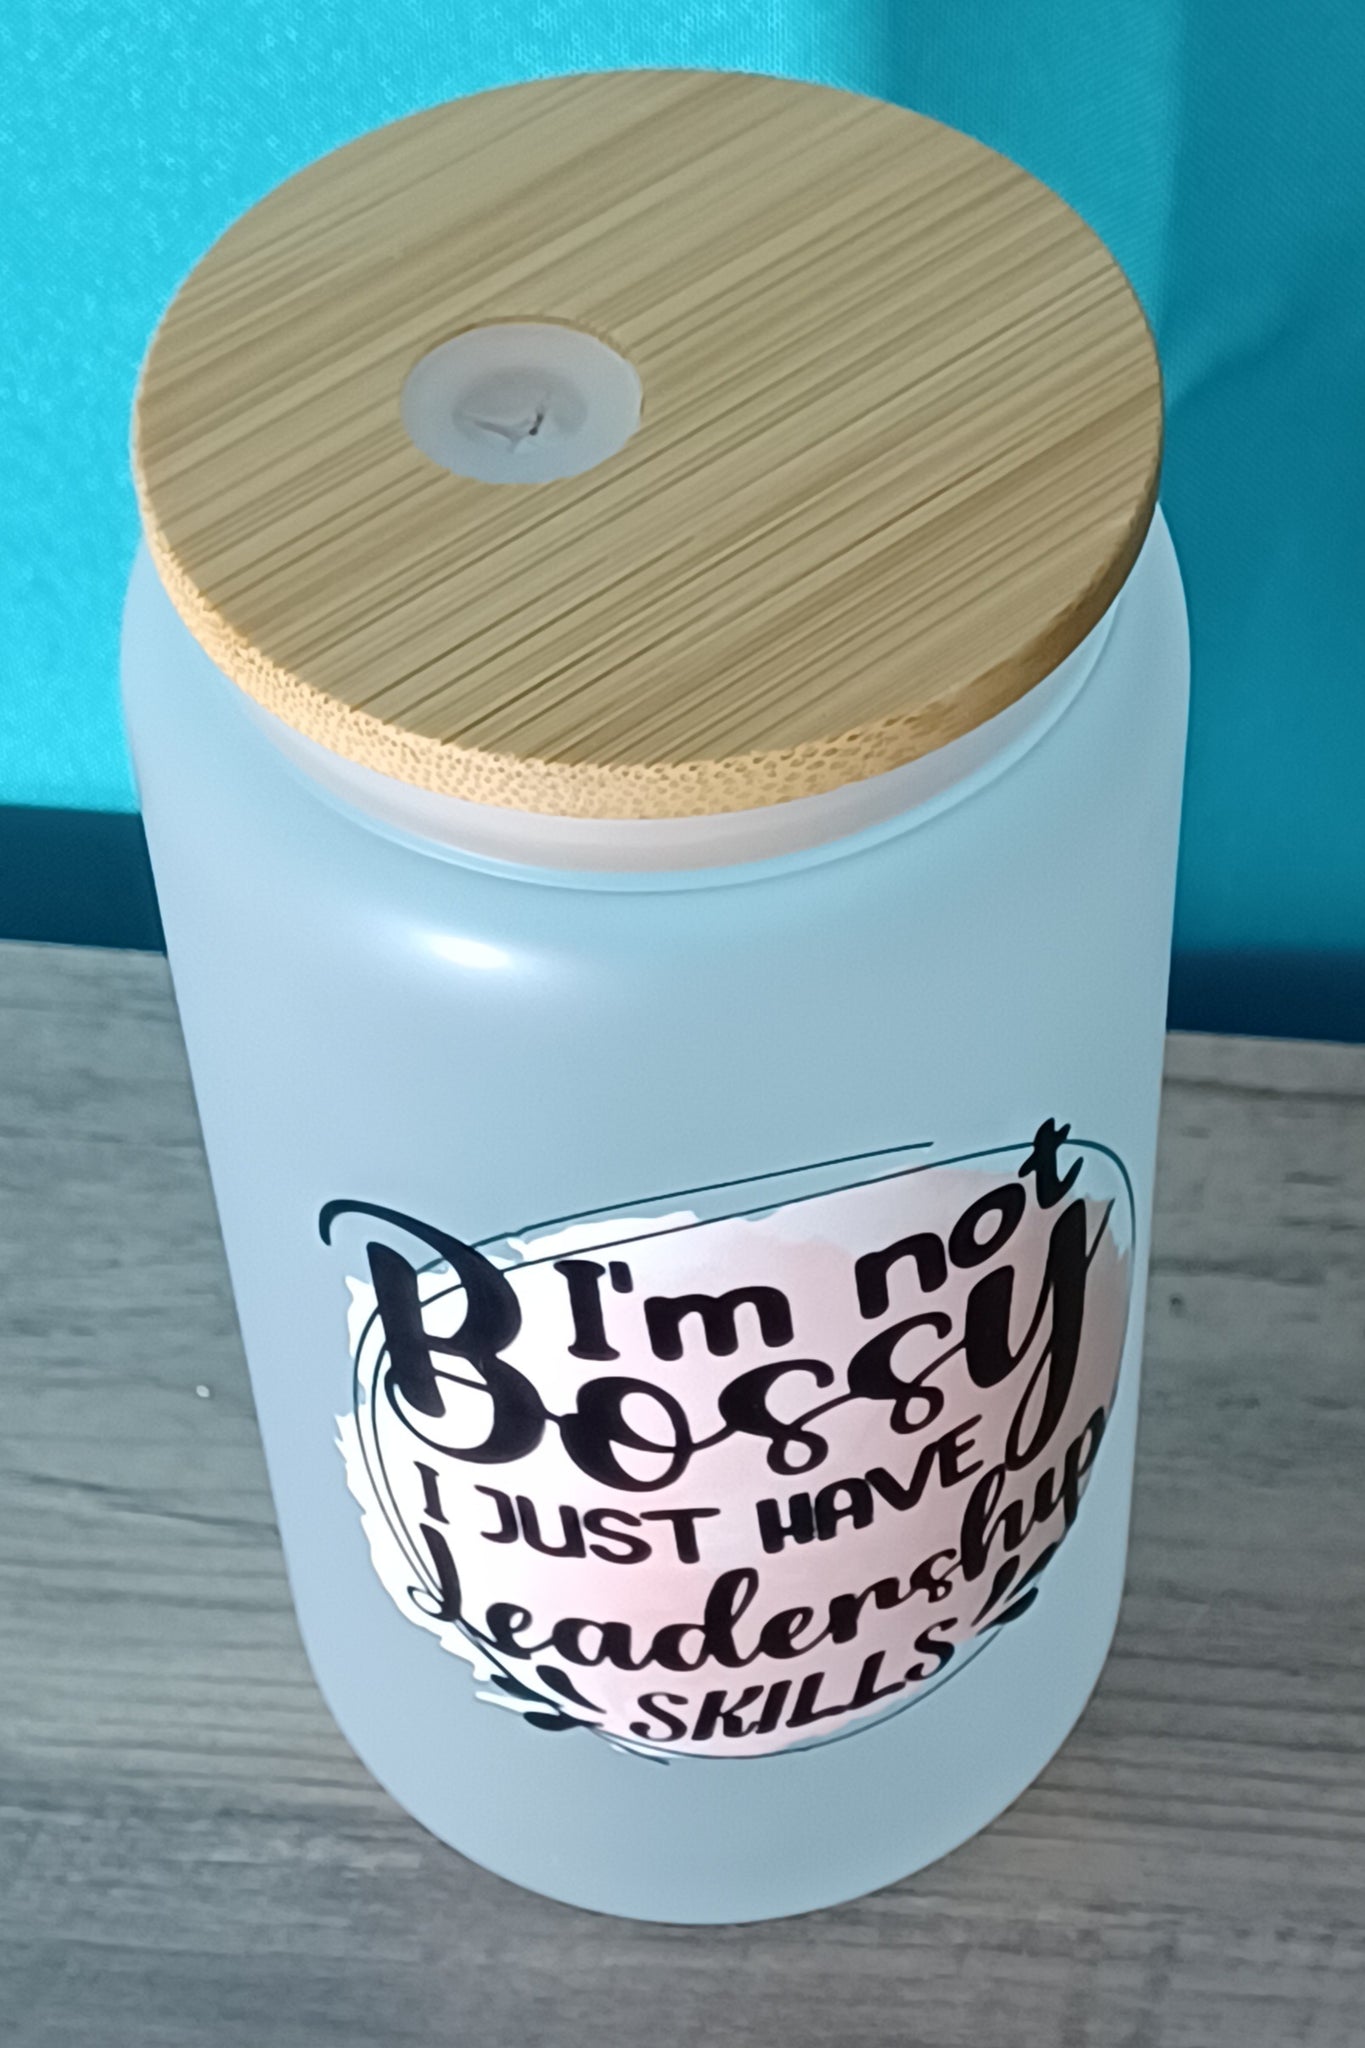 I'm not
Bossy
I JUST HAVE
Leadership
SKILLS